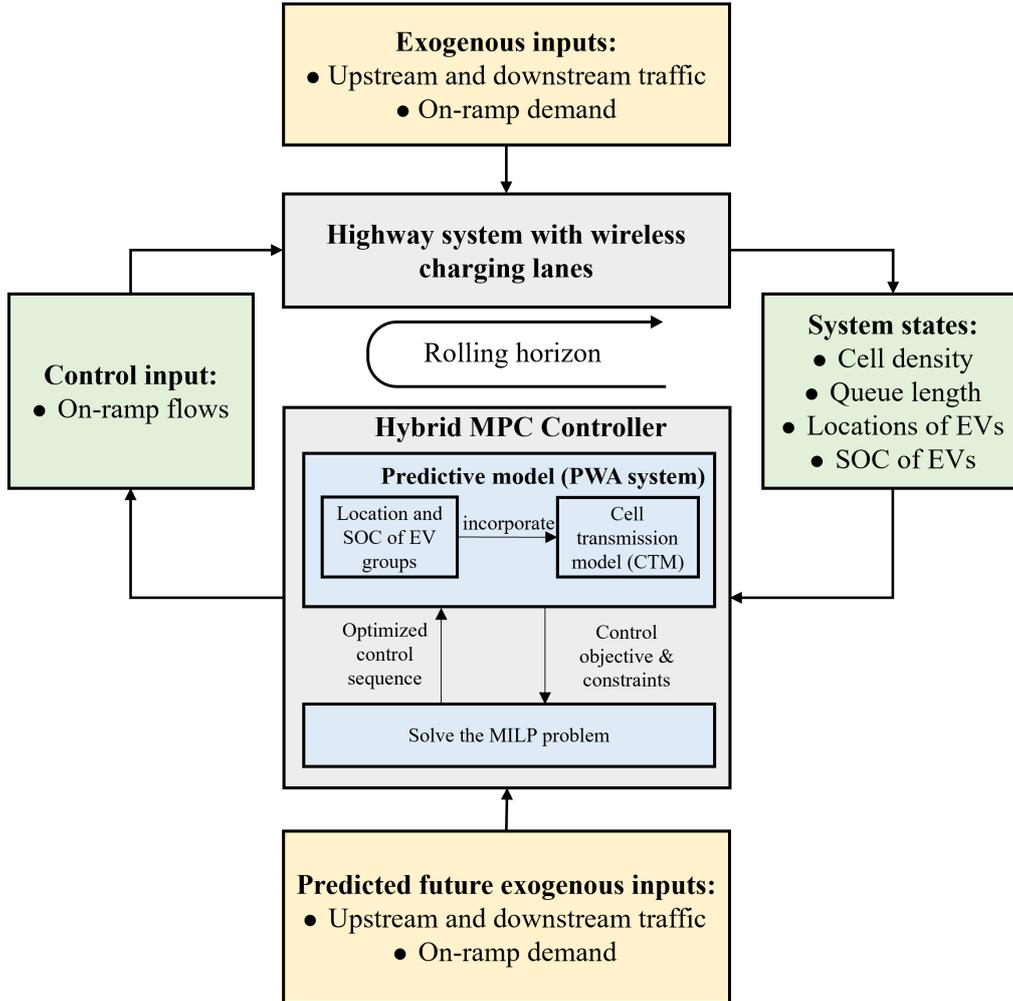 Exogenous inputs:
● Upstream and downstream traffic
● On-ramp demand
Highway system with wireless
charging lanes
Rolling horizon
Control input:
● On-ramp flows
System states:
● Cell density
● Queue length
● Locations of EVs
● SOC of EVs
Hybrid MPC Controller
Predictive model (PWA system)
Location and
SOC of EV
groups
incorporate
Cell
transmission
model (CTM)
Optimized
control
sequence
Control
objective &
constraints
Solve the MILP problem
Predicted future exogenous inputs:
● Upstream and downstream traffic
● On-ramp demand